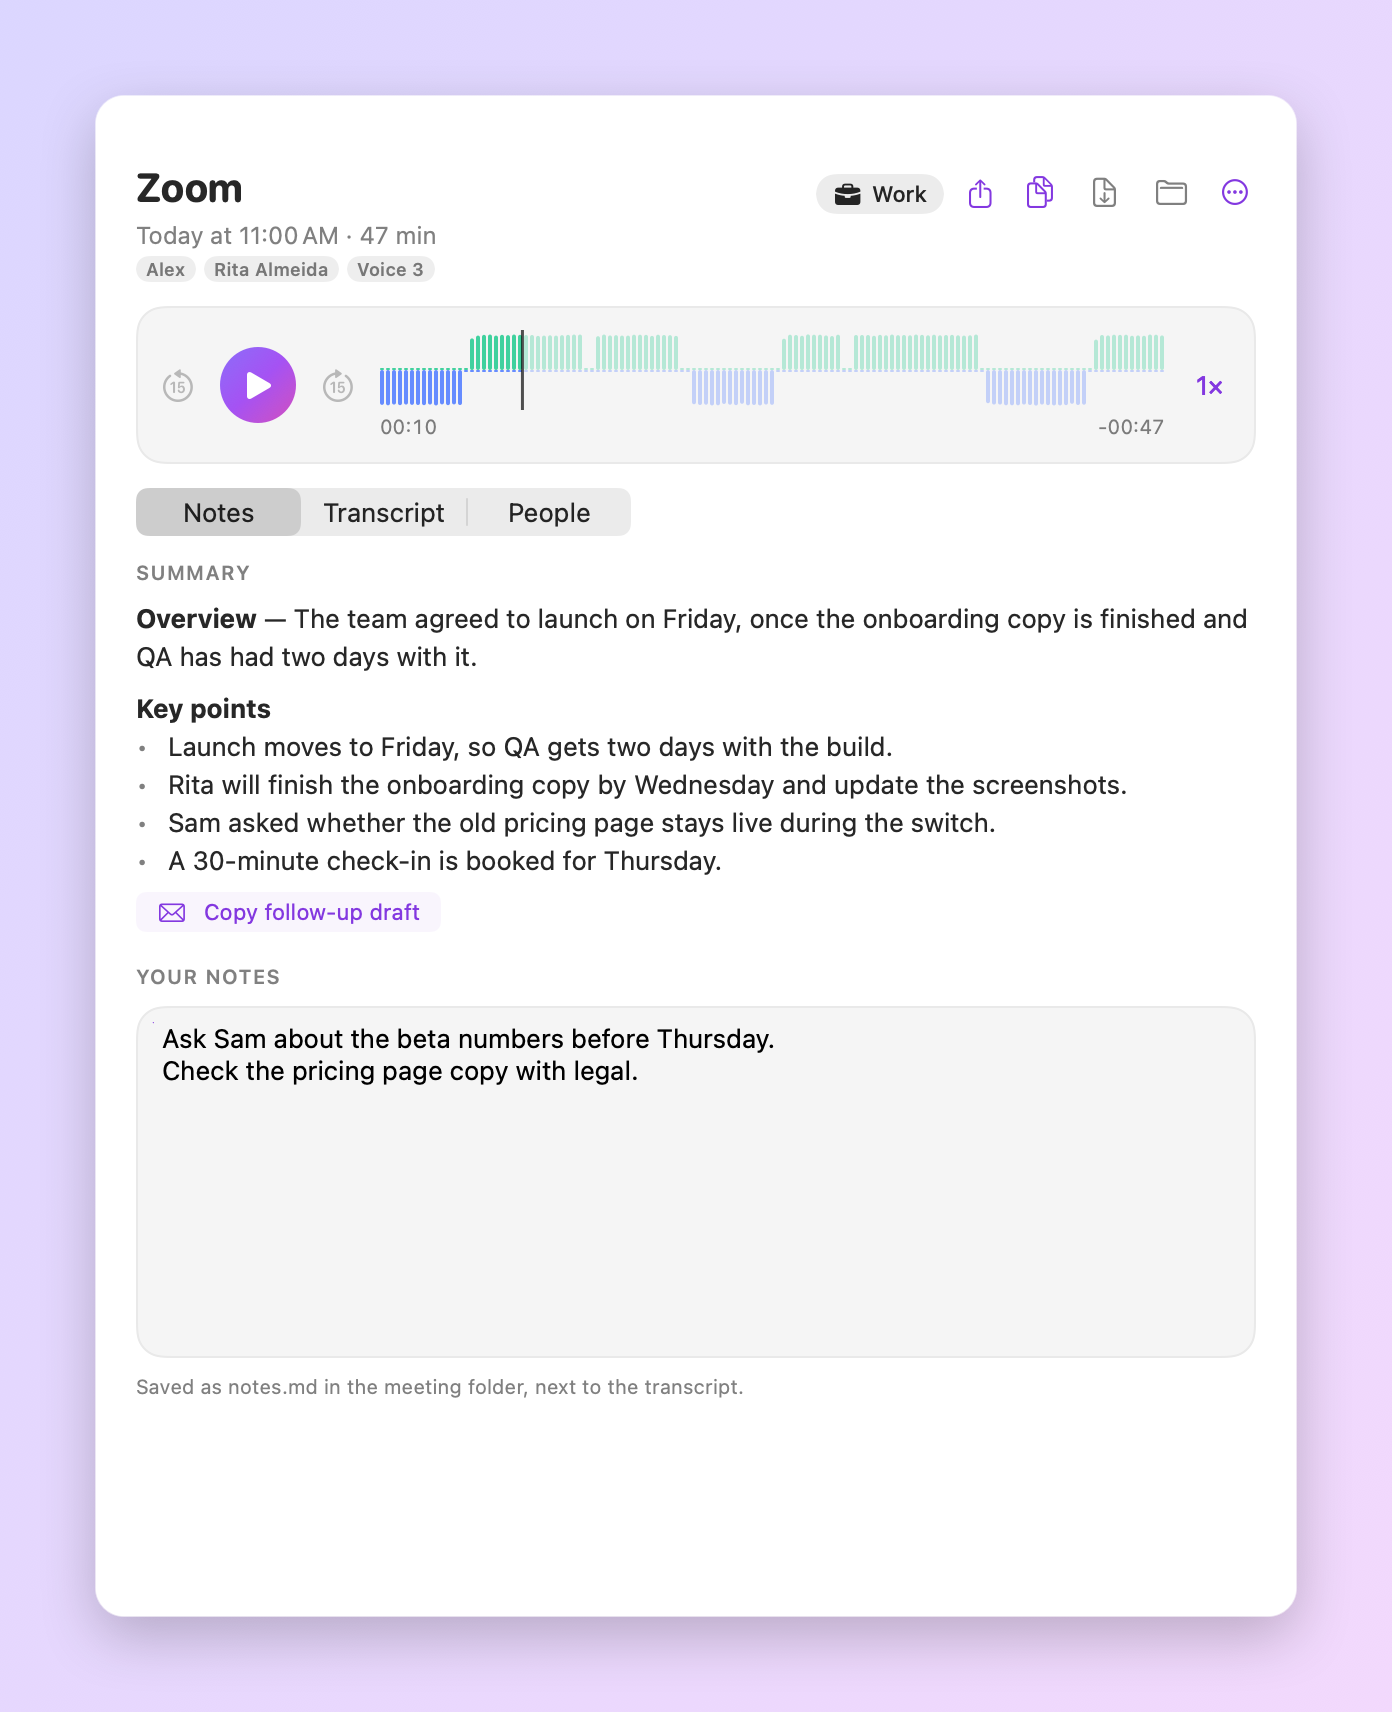 Zoom
Work
Today at 11:00 AM · 47 min
Alex
Rita Almeida
Voice 3
15
15
1×
00:10
-00:47
Notes
Transcript
People
SUMMARY
Overview — The team agreed to launch on Friday, once the onboarding copy is finished and
QA has had two days with it.
Key points
• Launch moves to Friday, so QA gets two days with the build.
• Rita will finish the onboarding copy by Wednesday and update the screenshots.
• Sam asked whether the old pricing page stays live during the switch.
• A 30-minute check-in is booked for Thursday.
Copy follow-up draft
YOUR NOTES
Ask Sam about the beta numbers before Thursday.
Check the pricing page copy with legal.
Saved as notes.md in the meeting folder, next to the transcript.